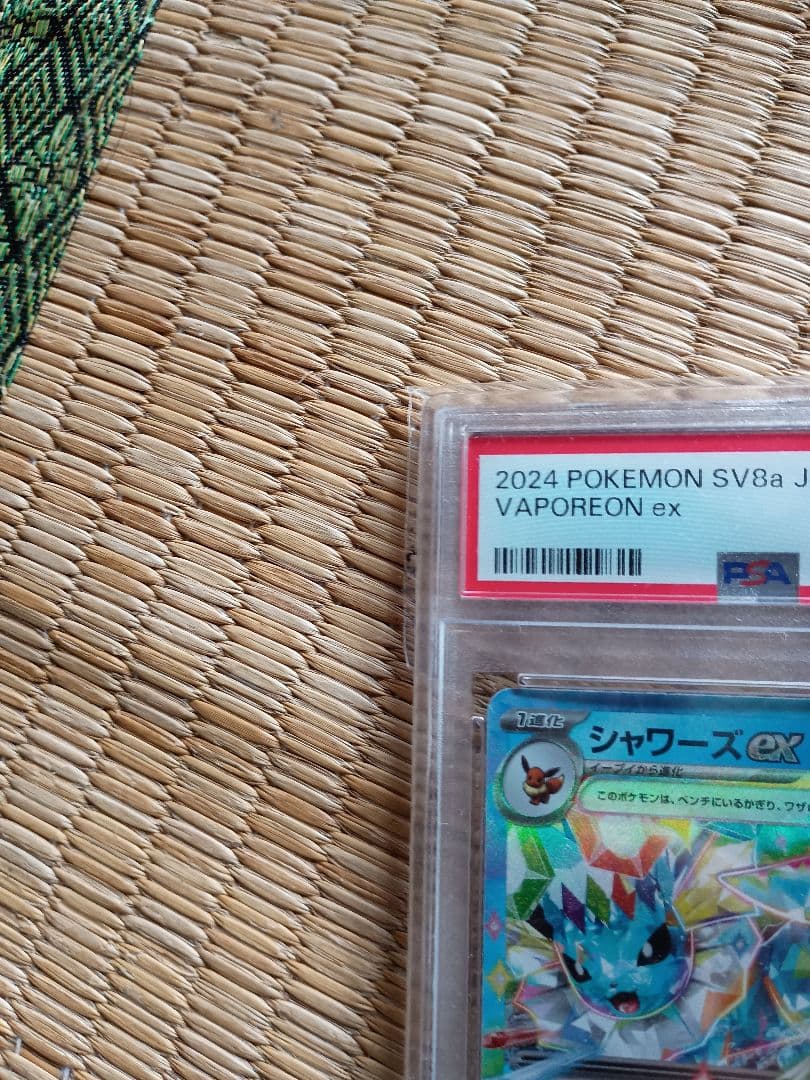 2024 POKEMON SV8a J
VAPOREON ex
PSA
1進化
シャワーズex
イーブイから進化
このポケモンは、ベンチにいるかぎり、ワザ